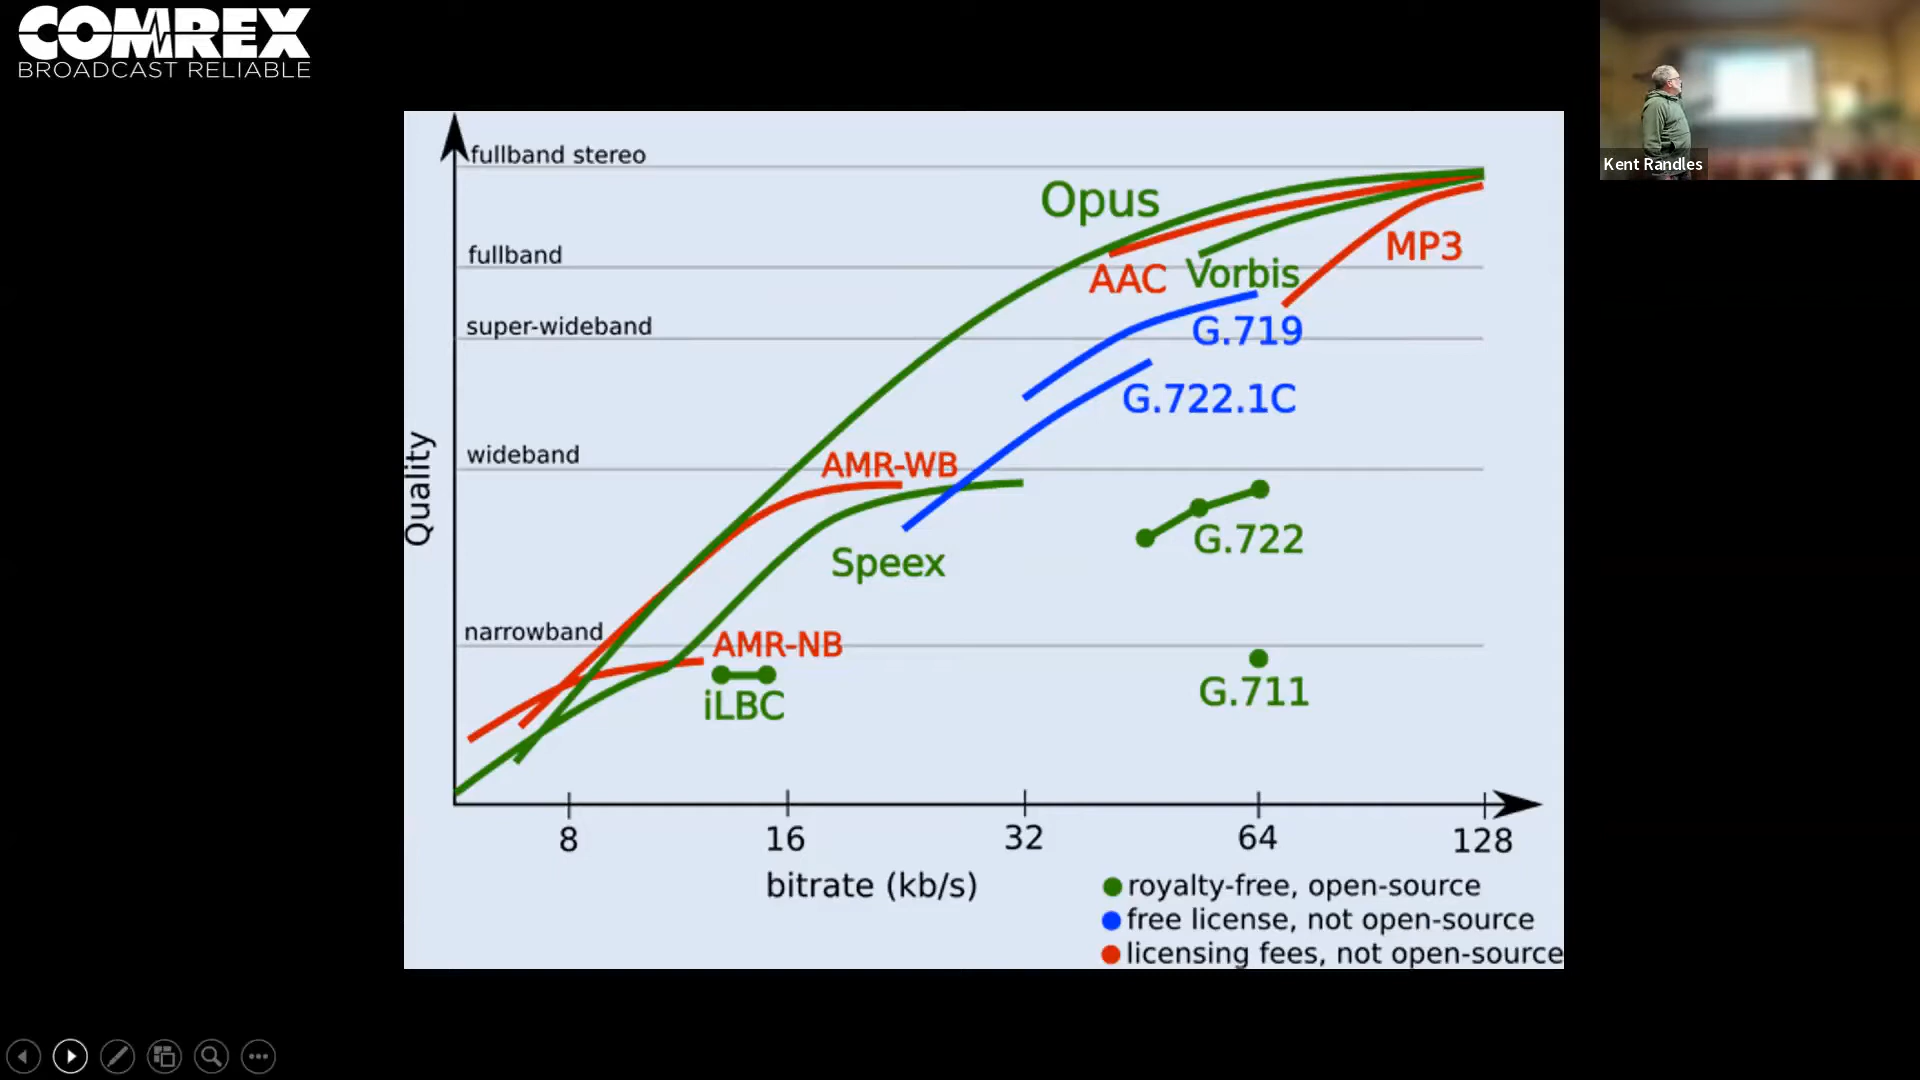 COMREX
BROADCAST RELIABLE
Kent Randles
fullband stereo
Opus
MP3
fullband
AAC
Vorbis
super-wideband
G.719
G.722.1C
Quality
wideband
AMR-WB
G.722
Speex
narrowband
AMR-NB
iLBC
G.711
8
16
32
64
128
bitrate (kb/s)
royalty-free, open-source
free license, not open-source
licensing fees, not open-source